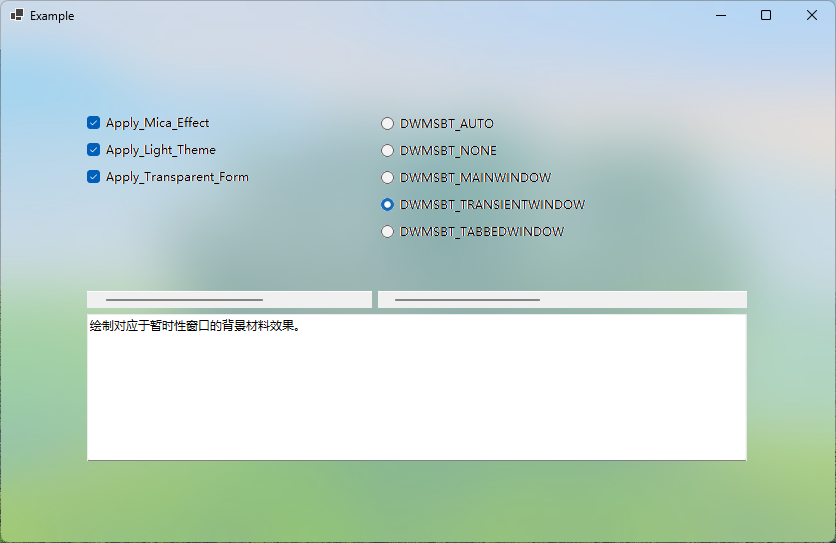 Example
Apply_Mica_Effect
Apply_Light_Theme
Apply_Transparent_Form
DWMSBT_AUTO
DWMSBT_NONE
DWMSBT_MAINWINDOW
DWMSBT_TRANSIENTWINDOW
DWMSBT_TABBEDWINDOW
绘制对应于暂时性窗口的背景材料效果。